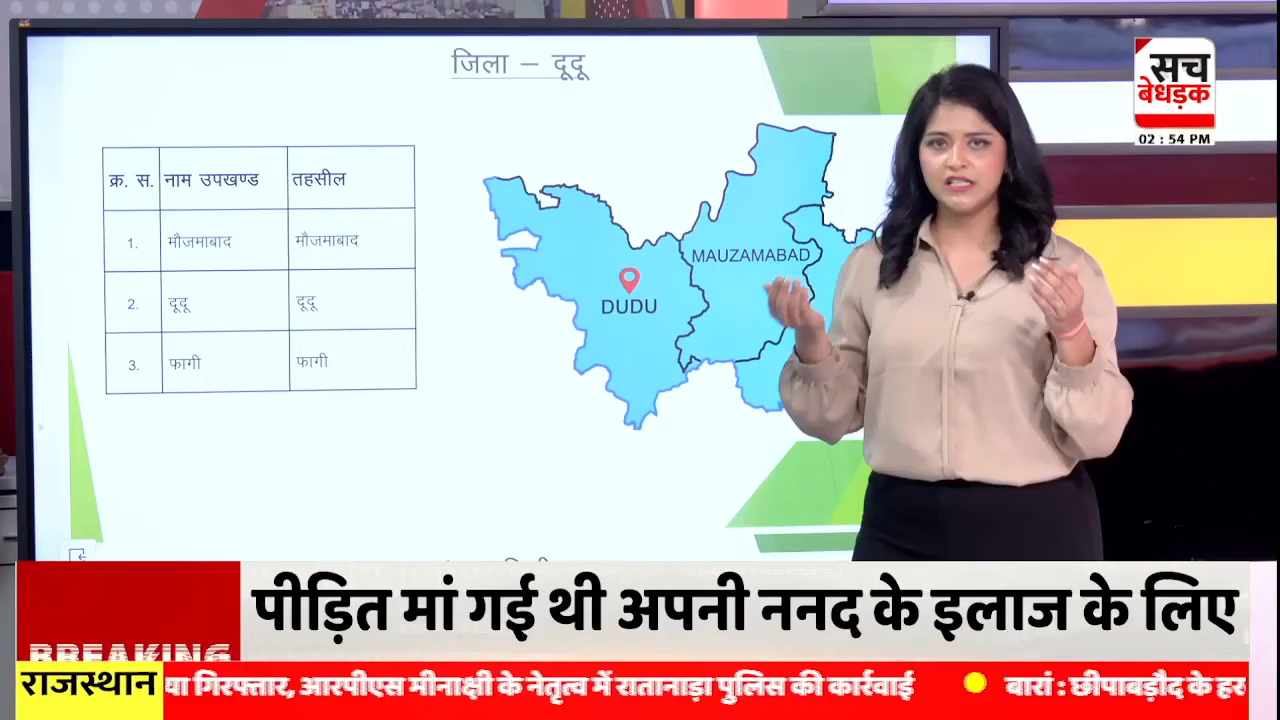 जिला – दूदू
सच
बेधड़क
02 : 54 PM
क्र. स. नाम उपखण्ड तहसील
1. मौजमाबाद मौजमाबाद
2. दूदू दूदू
3. फागी फागी
MAUZAMABAD
DUDU
पीड़ित मां गई थी अपनी ननद के इलाज के लिए
BREAKING
राजस्थान
या गिरफ्तार, आरपीएस मीनाक्षी के नेतृत्व में रातानाड़ा पुलिस की कार्रवाई
बारां : छीपाबड़ौद के हर